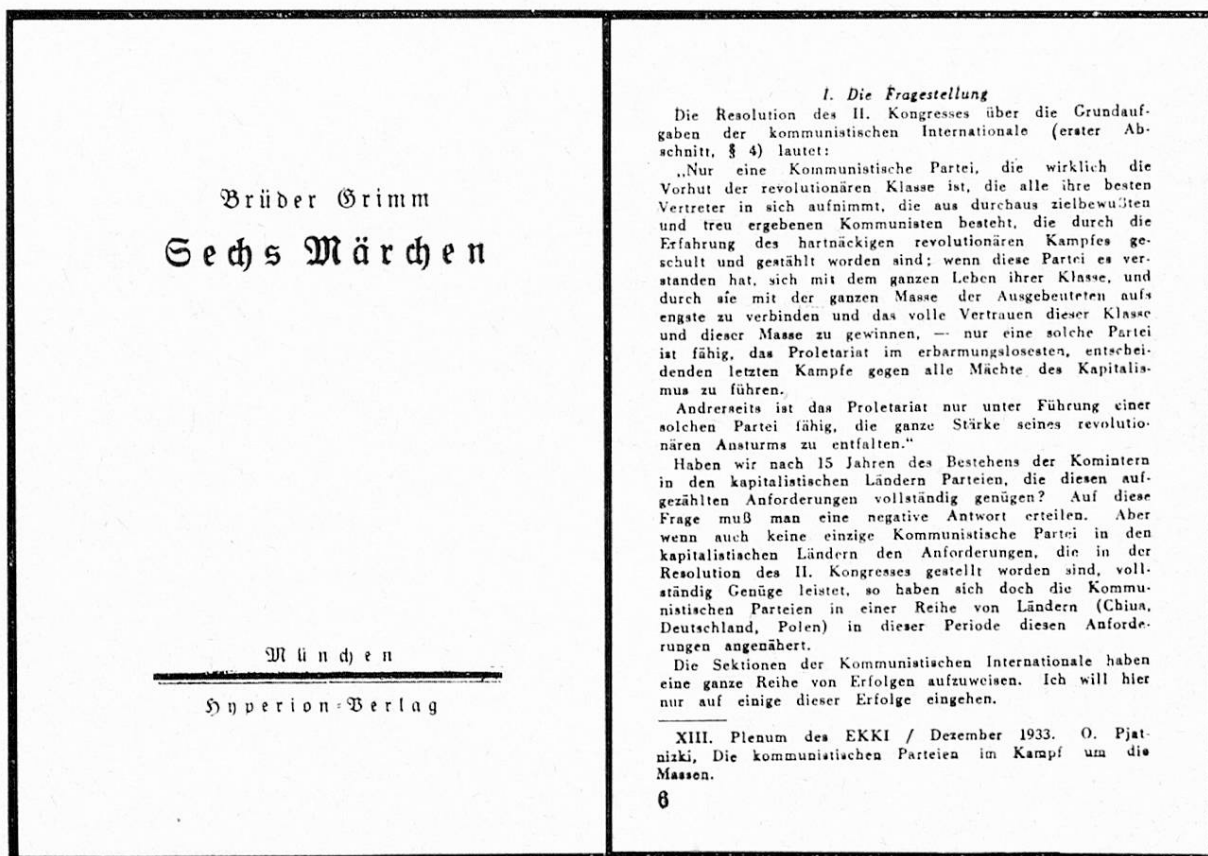 Brüder Grimm
Sechs Märchen
München
Hyperion-Verlag
I. Die Fragestellung
Die Resolution des II. Kongresses über die Grundauf-
gaben der kommunistischen Internationale (erster Ab-
schnitt, § 4) lautet:
„Nur eine Kommunistische Partei, die wirklich die
Vorhut der revolutionären Klasse ist, die alle ihre besten
Vertreter in sich aufnimmt, die aus durchaus zielbewußten
und treu ergebenen Kommunisten besteht, die durch die
Erfahrung des hartnäckigen revolutionären Kampfes ge-
schult und gestählt worden sind; wenn diese Partei es ver-
standen hat, sich mit dem ganzen Leben ihrer Klasse, und
durch sie mit der ganzen Masse der Ausgebeuteten aufs
engste zu verbinden und das volle Vertrauen dieser Klasse
und dieser Masse zu gewinnen, — nur eine solche Partei
ist fähig, das Proletariat im erbarmungslosesten, entschei-
denden letzten Kampfe gegen alle Mächte des Kapitalis-
mus zu führen.
Andrerseits ist das Proletariat nur unter Führung einer
solchen Partei fähig, die ganze Stärke seines revolutio-
nären Ansturms zu entfalten.“
Haben wir nach 15 Jahren des Bestehens der Komintern
in den kapitalistischen Ländern Parteien, die diesen auf-
gezählten Anforderungen vollständig genügen? Auf diese
Frage muß man eine negative Antwort erteilen. Aber
wenn auch keine einzige Kommunistische Partei in den
kapitalistischen Ländern den Anforderungen, die in der
Resolution des II. Kongresses gestellt worden sind, voll-
ständig Genüge leistet, so haben sich doch die Kommu-
nistischen Parteien in einer Reihe von Ländern (China,
Deutschland, Polen) in dieser Periode diesen Anforde-
rungen angenähert.
Die Sektionen der Kommunistischen Internationale haben
eine ganze Reihe von Erfolgen aufzuweisen. Ich will hier
nur auf einige dieser Erfolge eingehen.
XIII. Plenum des EKKI / Dezember 1933. O. Pjat-
nizki, Die kommunistischen Parteien im Kampf um die
Massen.
6